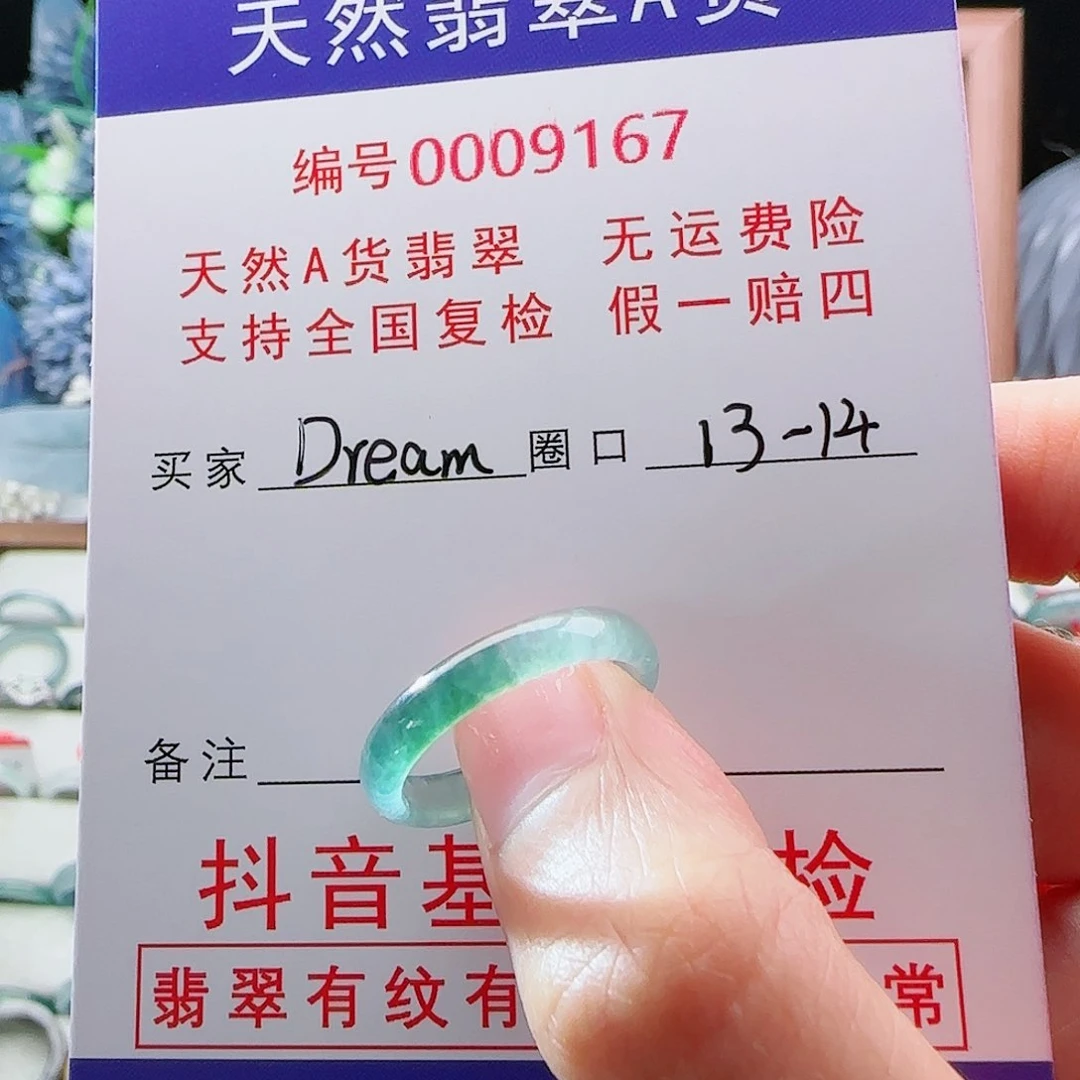 天然翡翠A货
编号0009167
天然A货翡翠 无运费险
支持全国复检 假一赔四
买家 Dream 圈口 13-14
备注
抖音基 检
翡翠有纹有 常